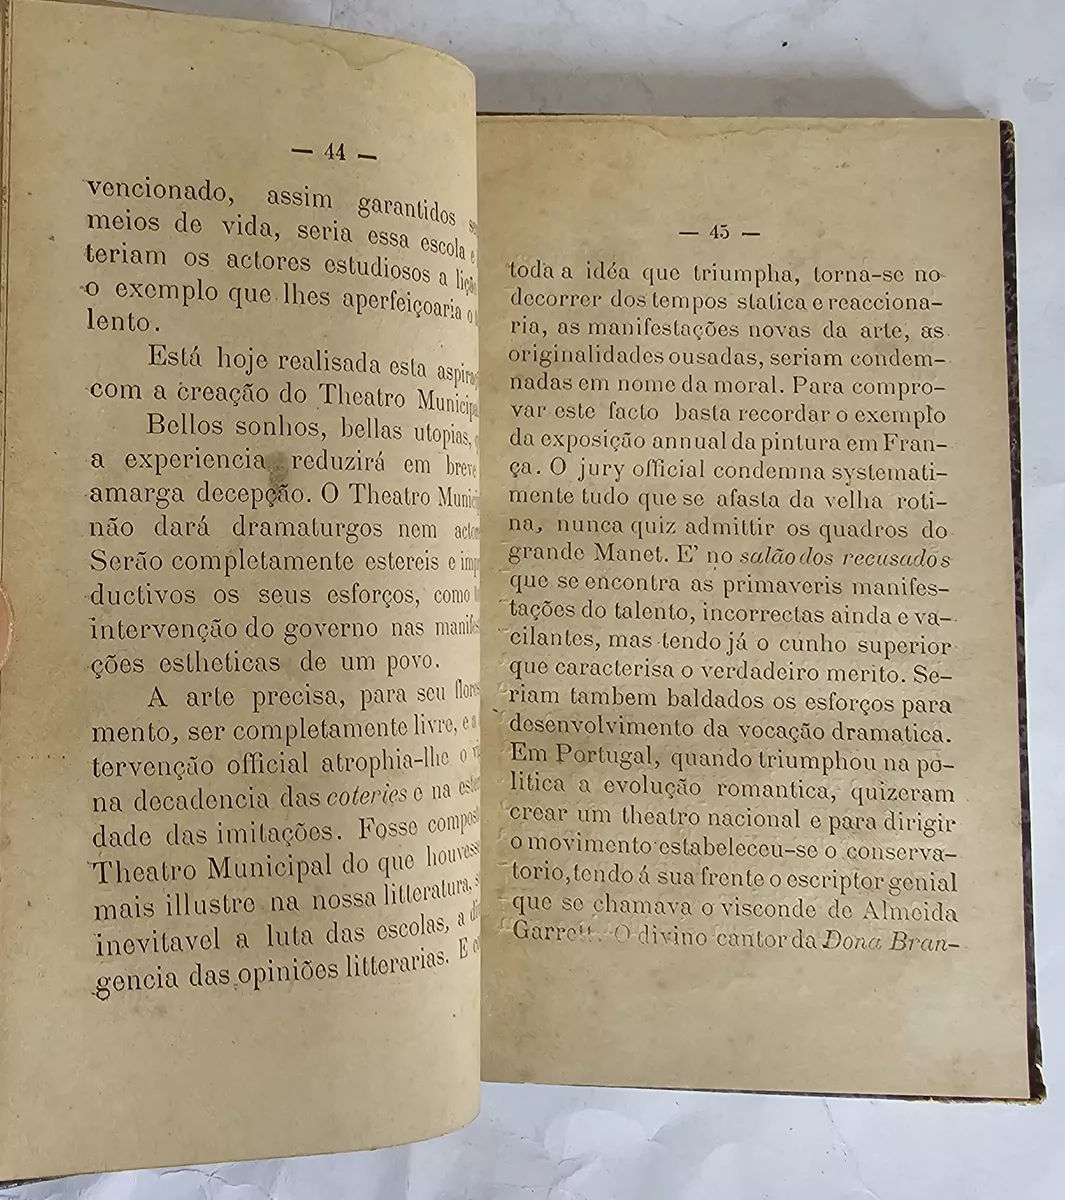 — 44 —
vencionado, assim garantidos
meios de vida, seria essa escola
teriam os actores estudiosos a
o exemplo que lhes aperfeiçoaria o
lento.
Está hoje realisada esta
com a creação do Theatro
Bellos sonhos, bellas utopias,
a experiencia reduzirá em breve
amarga decepção. O Theatro
não dará dramaturgos nem
Serão completamente estereis e
ductivos os seus esforços, como
intervenção do governo nas
ções estheticas de um povo.
A arte precisa, para seu
mento, ser completamente livre, e
tervenção official atrophia-lhe o
na decadencia das coteries e na
dade das imitações. Fosse
Theatro Municipal do que
mais illustre na nossa litteratura,
inevitavel a luta das escolas, a
gencia das opiniões litterarias. E
— 45 —
toda a idéa que triumpha, torna-se no
decorrer dos tempos statica e reacciona-
ria, as manifestações novas da arte, as
originalidades ousadas, seriam condem-
nadas em nome da moral. Para compro-
var este facto basta recordar o exemplo
da exposição annual da pintura em Fran-
ça. O jury official condemna systemati-
mente tudo que se afasta da velha roti-
na, nunca quiz admittir os quadros do
grande Manet. E' no salão dos recusados
que se encontra as primaveris manifes-
tações do talento, incorrectas ainda e va-
cilantes, mas tendo já o cunho superior
que caracterisa o verdadeiro merito. Se-
riam tambem baldados os esforços para
desenvolvimento da vocação dramatica.
Em Portugal, quando triumphou na po-
litica a evolução romantica, quizeram
crear um theatro nacional e para dirigir
o movimento estabeleceu-se o conserva-
torio, tendo á sua frente o escriptor genial
que se chamava o visconde de Almeida
Garrett. O divino cantor da Dona Bran-